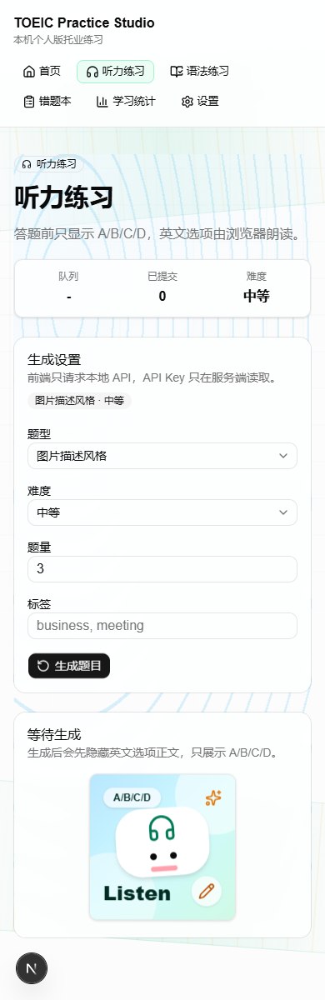 TOEIC Practice Studio
本机个人版托业练习
首页
听力练习
语法练习
错题本
学习统计
设置
听力练习
听力练习
答题前只显示 A/B/C/D，英文选项由浏览器朗读。
队列
已提交
难度
-
0
中等
生成设置
前端只请求本地 API，API Key 只在服务端读取。
图片描述风格 · 中等
题型
图片描述风格
难度
中等
题量
3
标签
business, meeting
生成题目
等待生成
生成后会先隐藏英文选项正文，只展示 A/B/C/D。
A/B/C/D
Listen
N